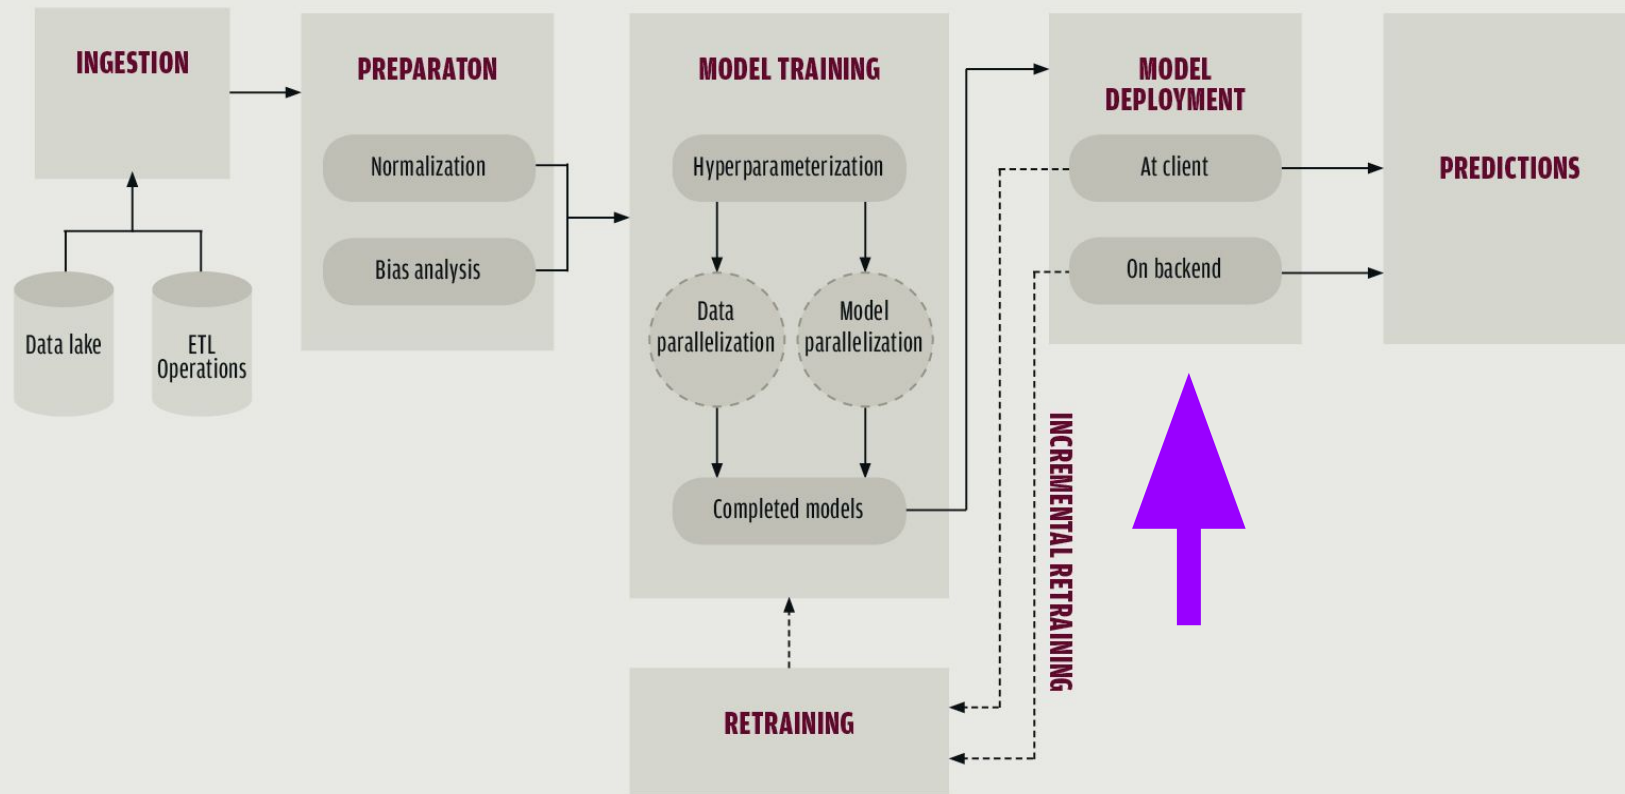 INGESTION
Data lake
ETL
Operations
PREPARATON
Normalization
Bias analysis
MODEL TRAINING
Hyperparameterization
Data
parallelization
Model
parallelization
Completed models
RETRAINING
INCREMENTAL RETRAINING
MODEL
DEPLOYMENT
At client
On backend
PREDICTIONS